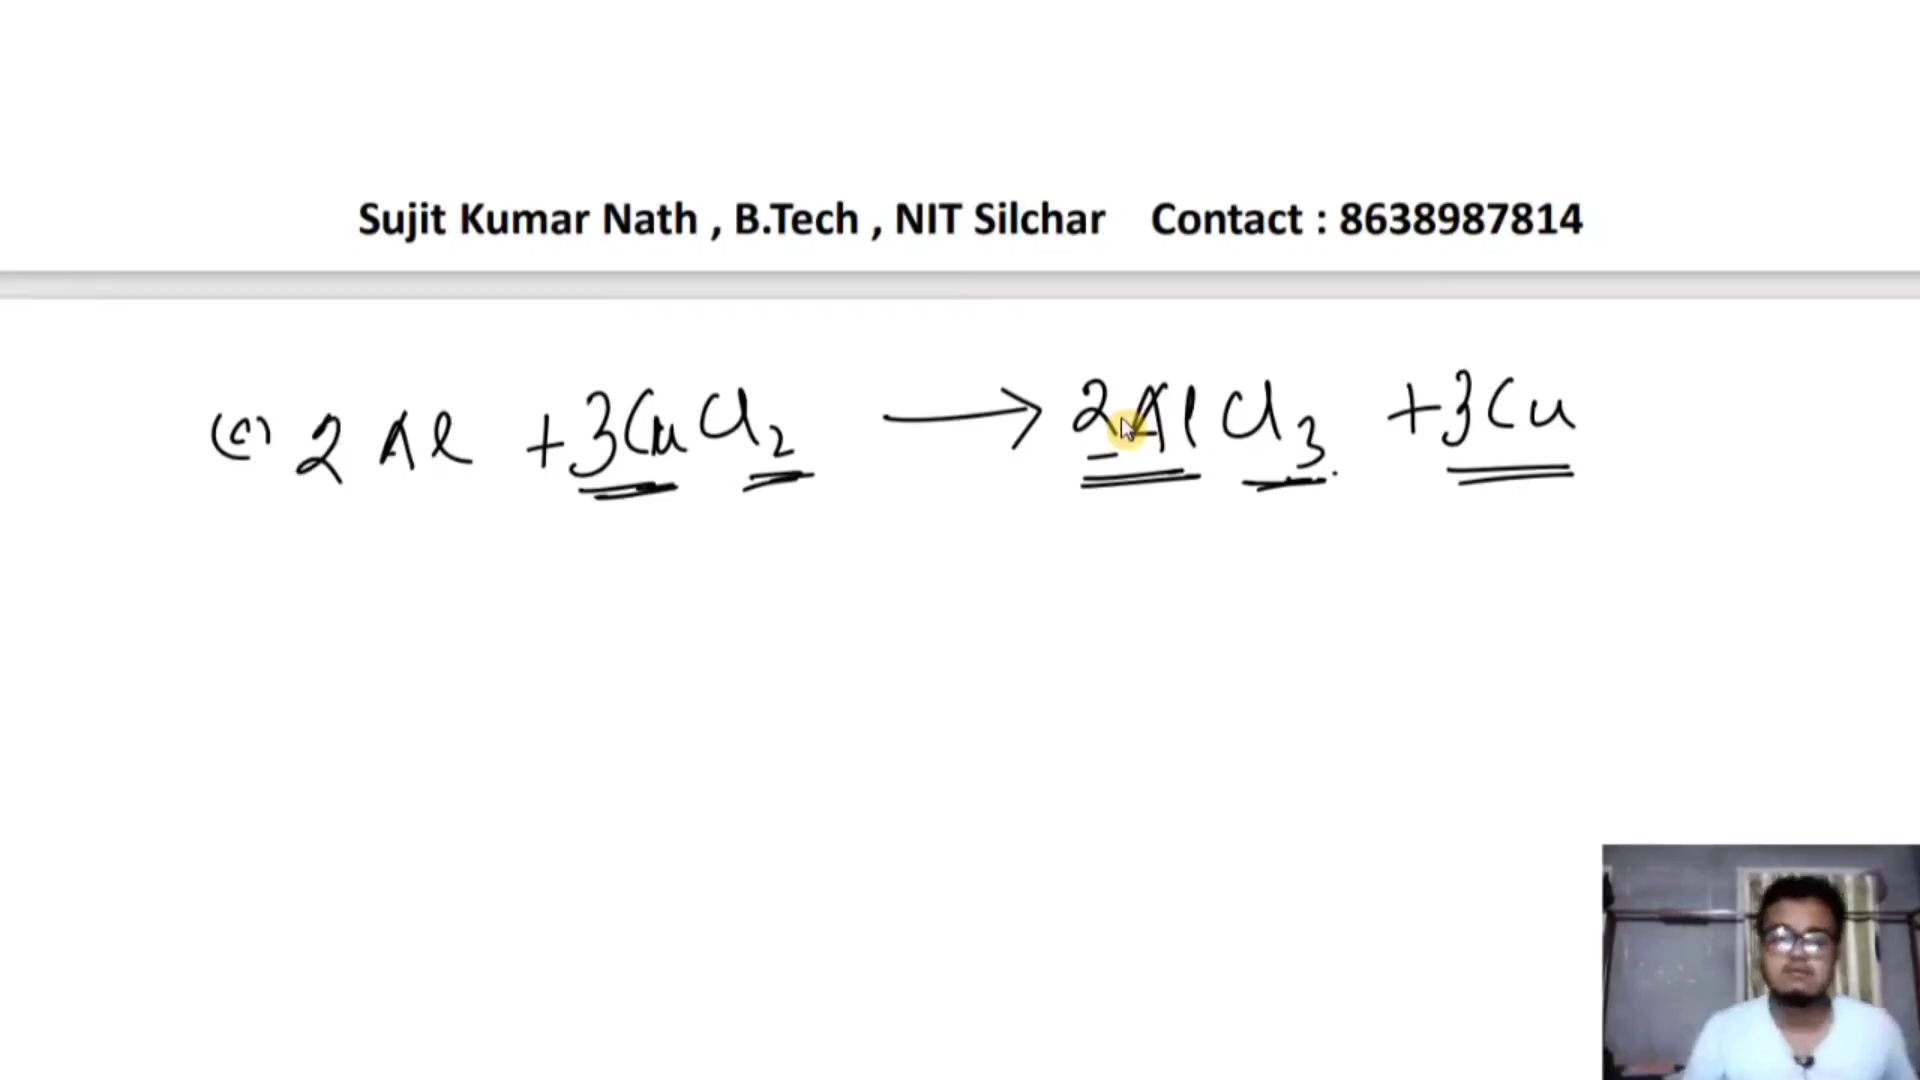 Sujit Kumar Nath , B.Tech , NIT Silchar Contact : 8638987814
(c) 2 Al + 3CuCl₂ → 2AlCl₃ + 3Cu